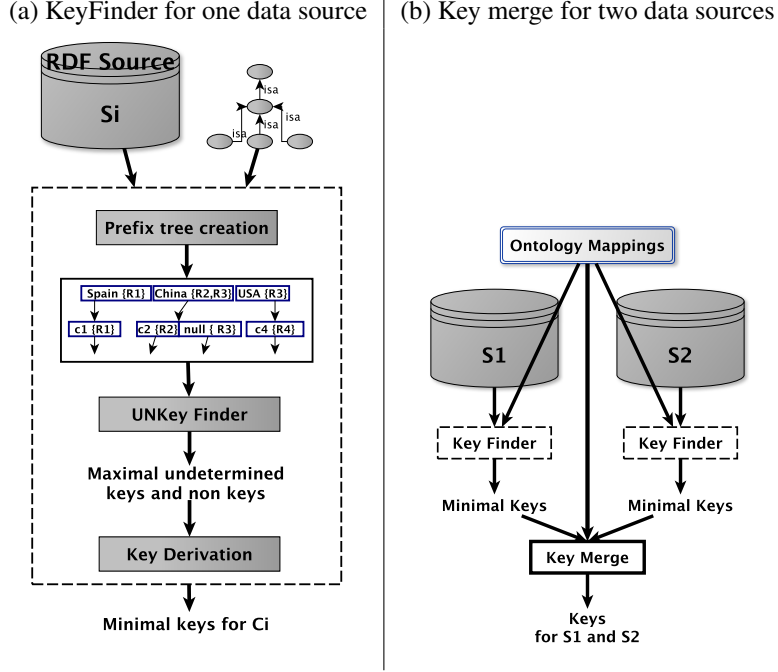 (a) KeyFinder for one data source
RDF Source
Si
isa
isa
isa
isa
Prefix tree creation
Spain {R1} China {R2,R3} USA {R3}
c1 {R1} c2 {R2} null { R3} c4 {R4}
UNKey Finder
Maximal undetermined
keys and non keys
Key Derivation
Minimal keys for Ci
(b) Key merge for two data sources
Ontology Mappings
S1
S2
Key Finder
Key Finder
Minimal Keys
Minimal Keys
Key Merge
Keys
for S1 and S2